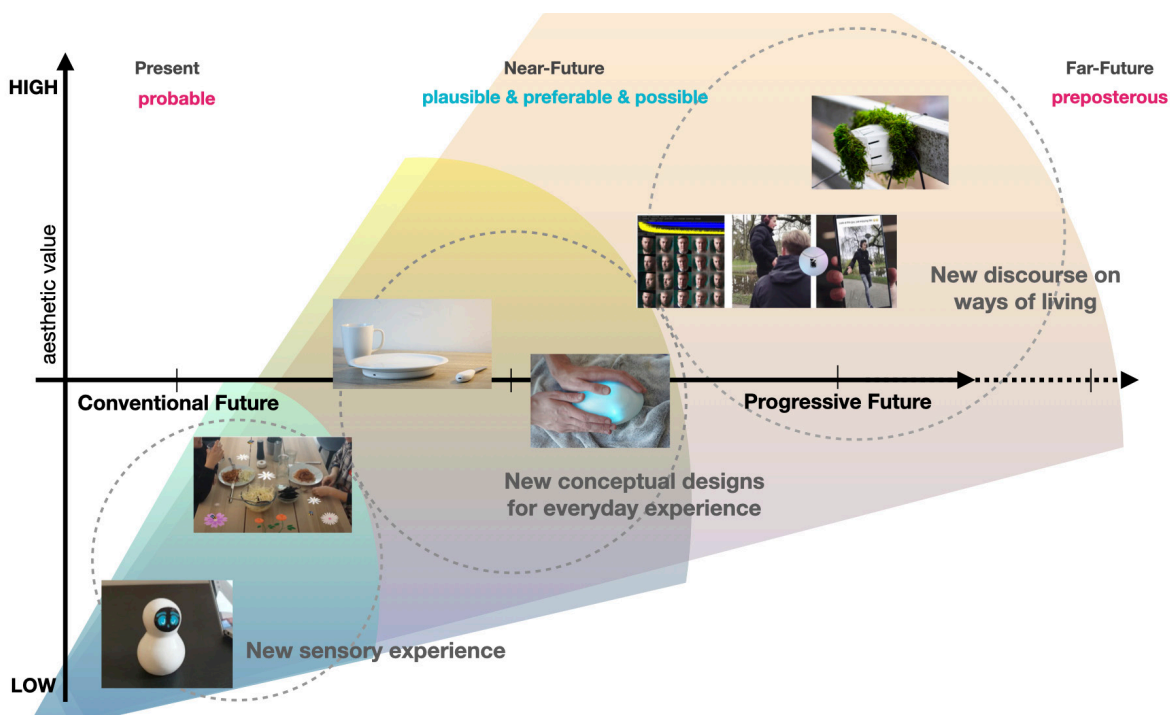 Present
probable
Near-Future
plausible & preferable & possible
Far-Future
preposterous
HIGH
aesthetic value
LOW
New discourse on
ways of living
Conventional Future
Progressive Future
New conceptual designs
for everyday experience
New sensory experience